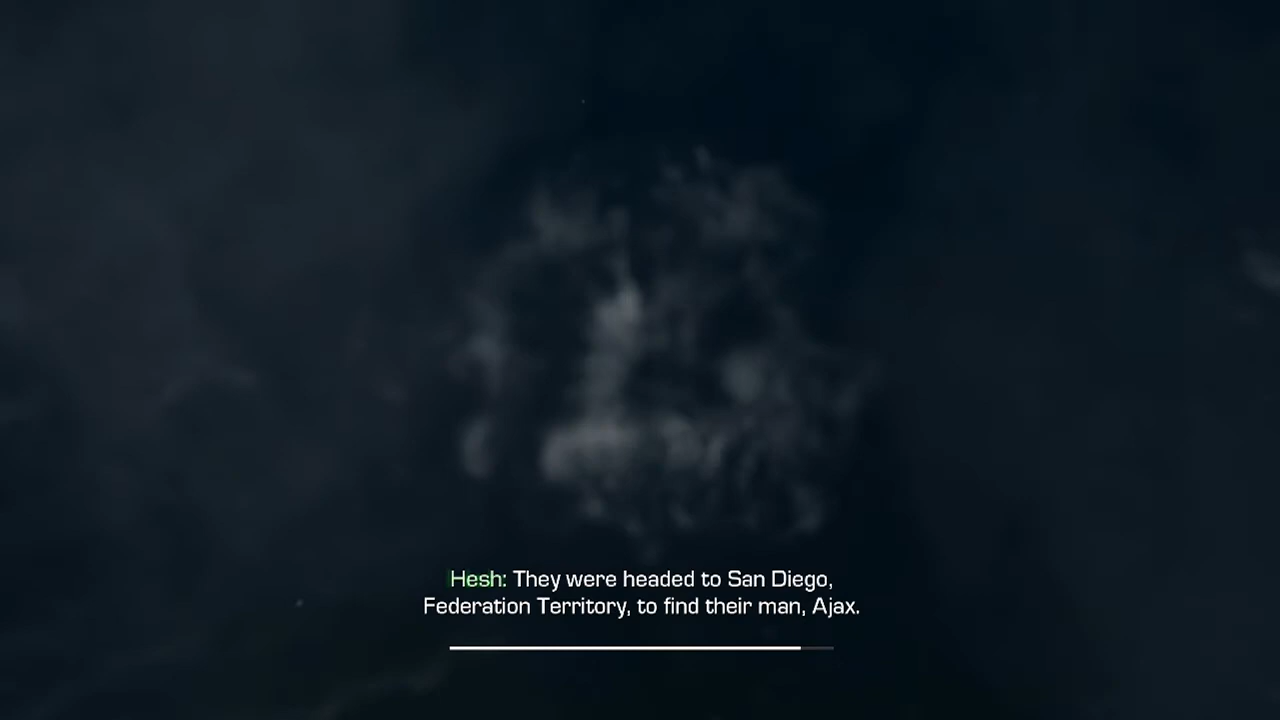 Hesh: They were headed to San Diego,
Federation Territory, to find their man, Ajax.